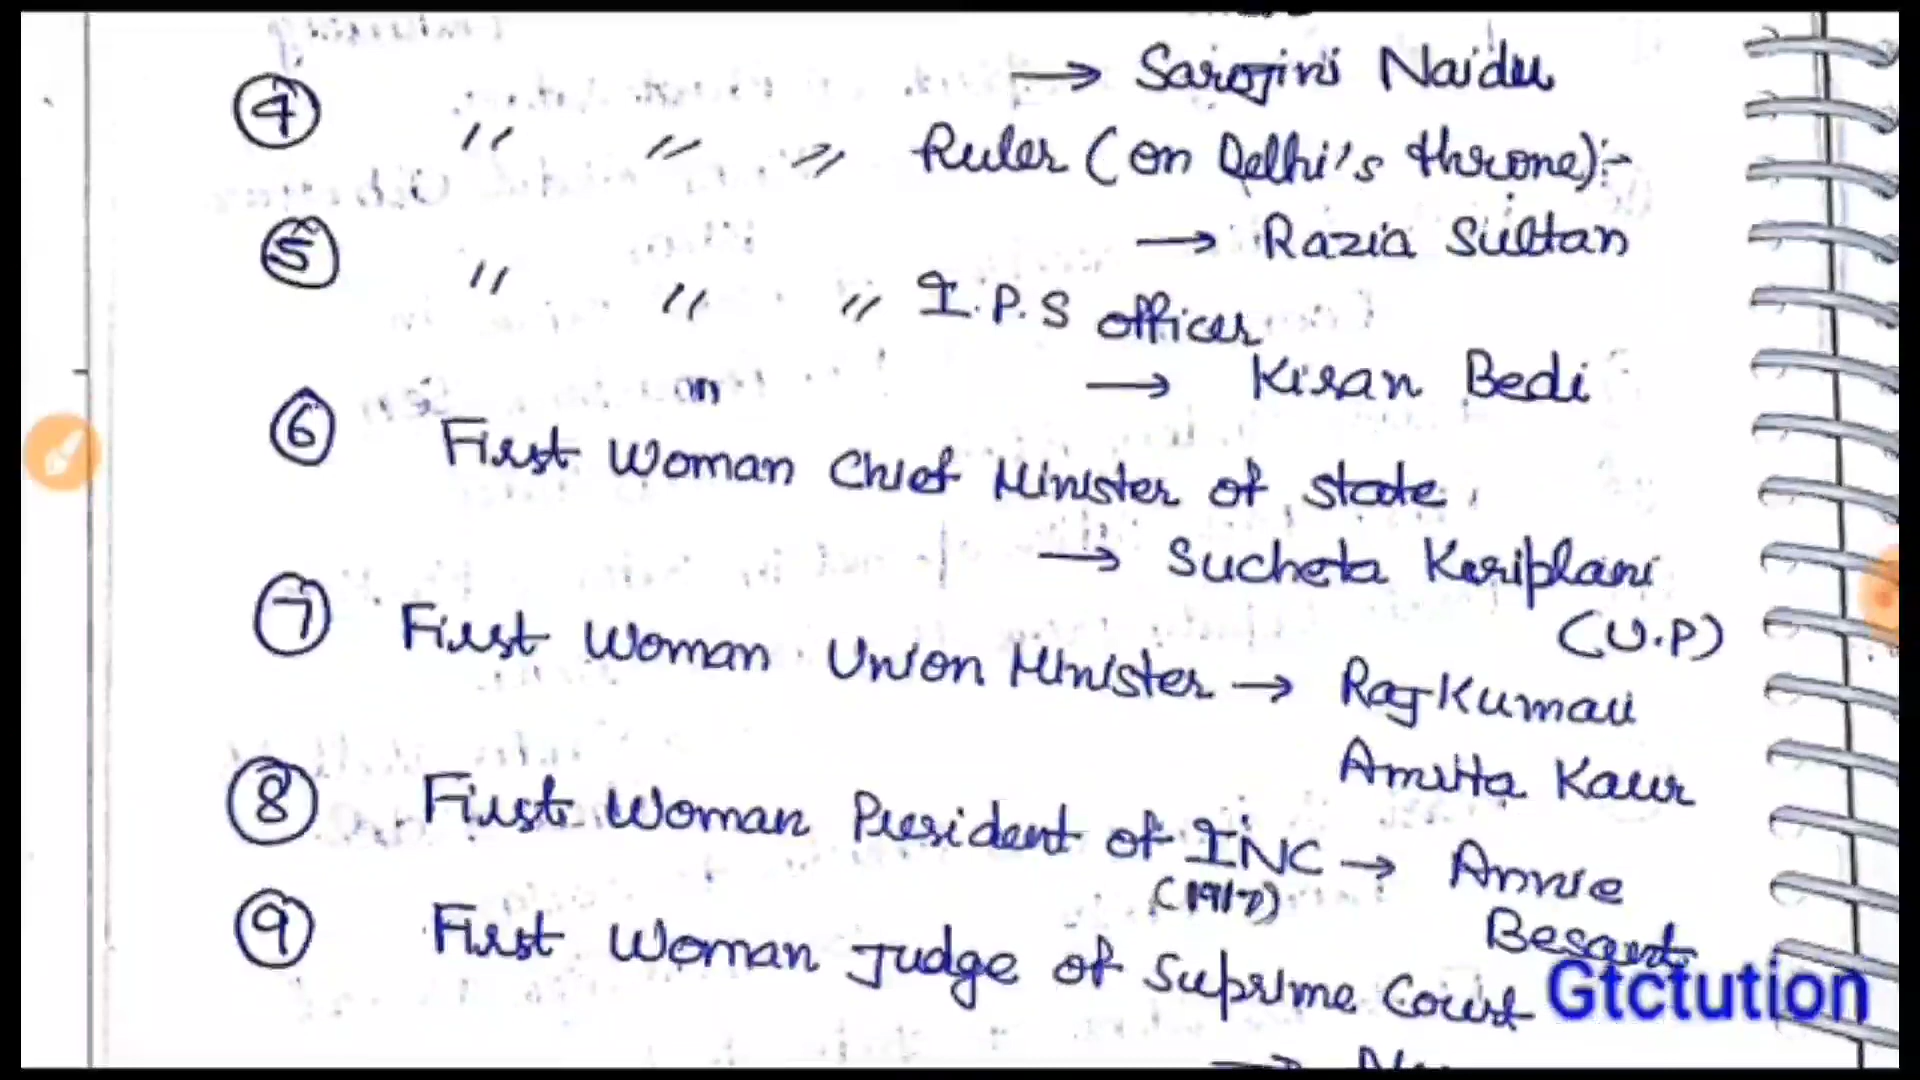 → Sarojini Naidu
④ " " " Ruler (on Delhi's throne):-
→ Razia Sultan
⑤ " " " I.P.S officer
→ Kiran Bedi
⑥ First Woman Chief Minister of state
→ Sucheta Kriplani
(U.P)
⑦ First Woman Union Minister → Rajkumari
Amrita Kaur
⑧ First Woman President of INC → Annie
(1917) Besant
⑨ First Woman Judge of Suprime Court
→
Gtctution